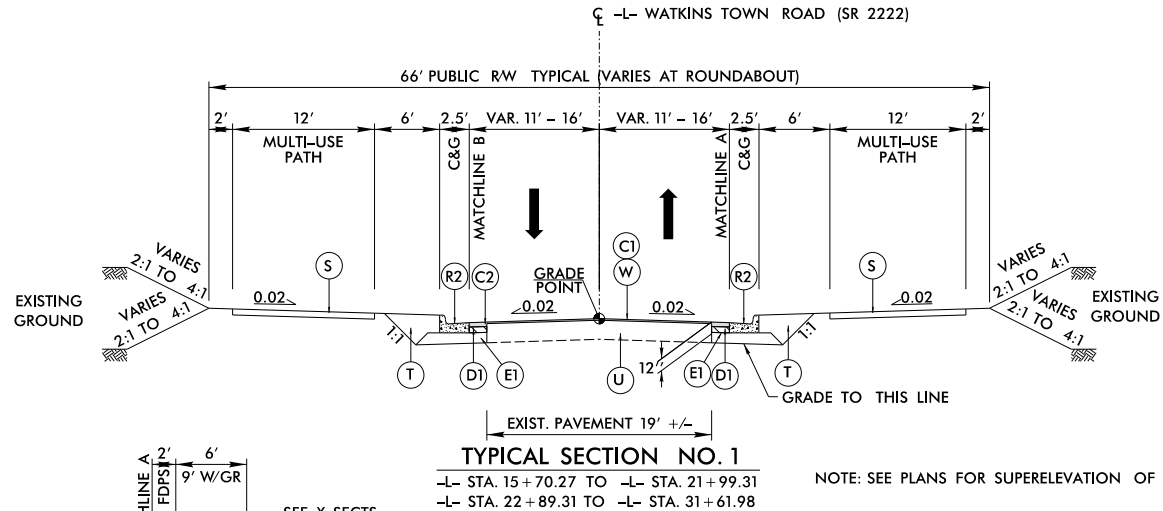 ℄ -L- WATKINS TOWN ROAD (SR 2222)
66' PUBLIC R/W TYPICAL (VARIES AT ROUNDABOUT)
2' 12' 6' 2.5' VAR. 11' - 16' VAR. 11' - 16' 2.5' 6' 12' 2'
MULTI-USE PATH
C&G
MATCHLINE B
MATCHLINE A
C&G
MULTI-USE PATH
VARIES
2:1 TO 4:1
S
R2
C2
GRADE POINT
C1
W
R2
S
VARIES
2:1 TO 4:1
EXISTING GROUND
VARIES
2:1 TO 4:1
0.02
0.02
0.02
0.02
VARIES
2:1 TO 4:1
EXISTING GROUND
1:1
1:1
T
D1
E1
U
12"
E1
D1
T
GRADE TO THIS LINE
EXIST. PAVEMENT 19' +/-
TYPICAL SECTION NO. 1
-L- STA. 15+70.27 TO -L- STA. 21+99.31
-L- STA. 22+89.31 TO -L- STA. 31+61.98
NOTE: SEE PLANS FOR SUPERELEVATION OF
HLINE A
2'
FDPS
6'
9' W/GR
SEE X-SECTS